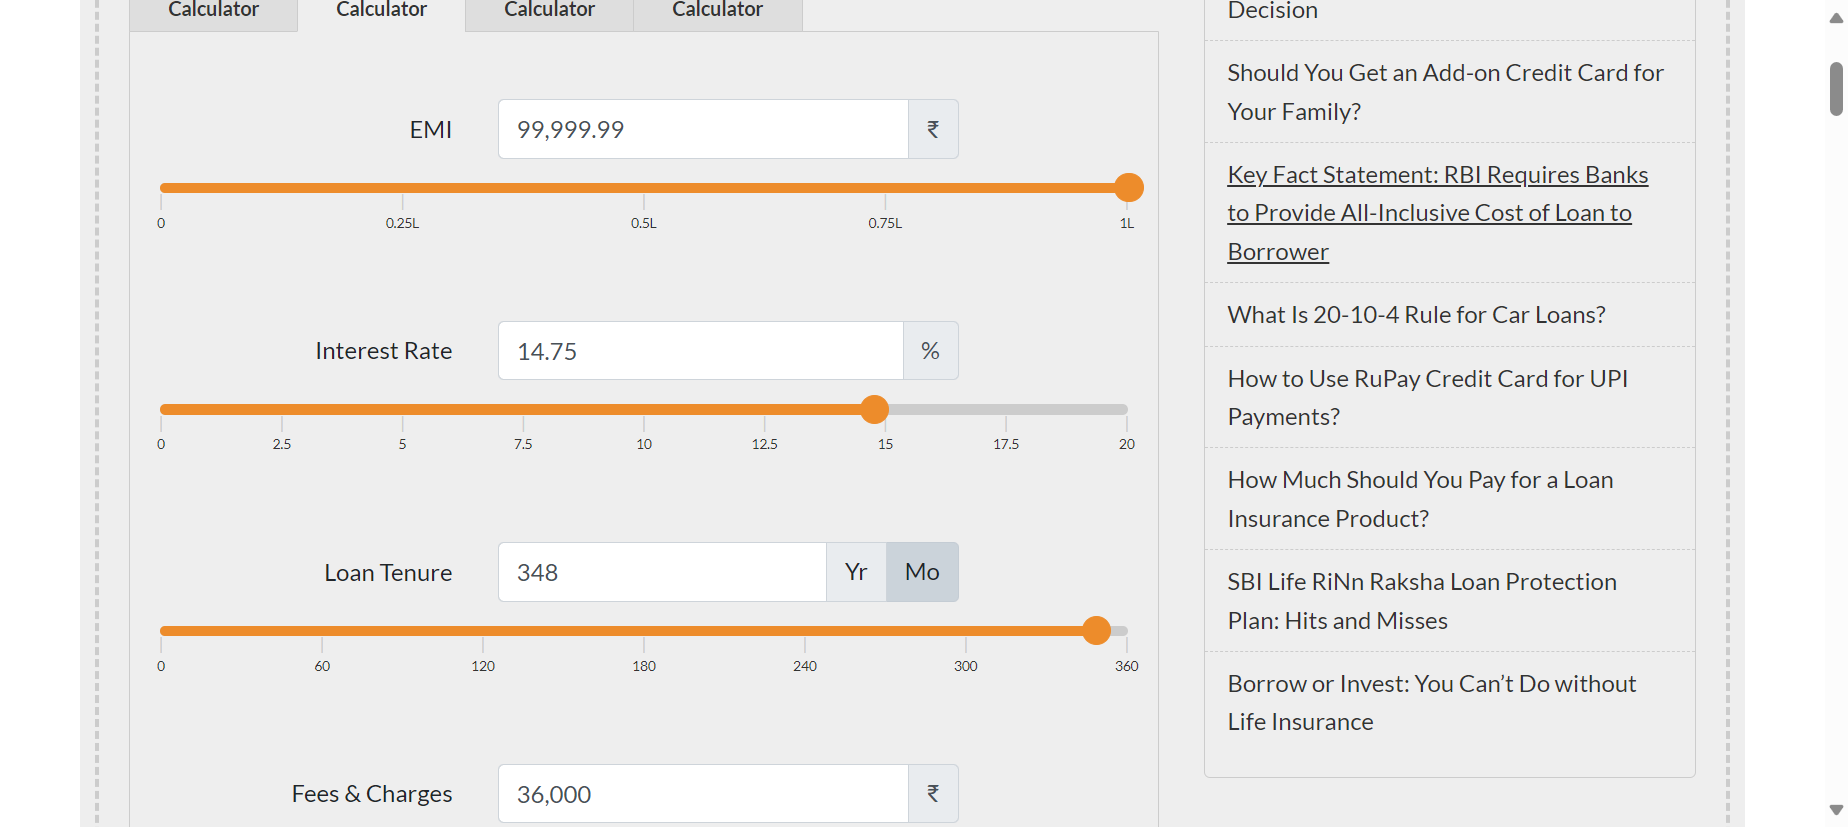 Calculator Calculator Calculator Calculator
EMI 99,999.99 ₹
0 0.25L 0.5L 0.75L 1L
Interest Rate 14.75 %
0 2.5 5 7.5 10 12.5 15 17.5 20
Loan Tenure 348 Yr Mo
0 60 120 180 240 300 360
Fees & Charges 36,000 ₹
Decision
Should You Get an Add-on Credit Card for
Your Family?
Key Fact Statement: RBI Requires Banks
to Provide All-Inclusive Cost of Loan to
Borrower
What Is 20-10-4 Rule for Car Loans?
How to Use RuPay Credit Card for UPI
Payments?
How Much Should You Pay for a Loan
Insurance Product?
SBI Life RiNn Raksha Loan Protection
Plan: Hits and Misses
Borrow or Invest: You Can’t Do without
Life Insurance